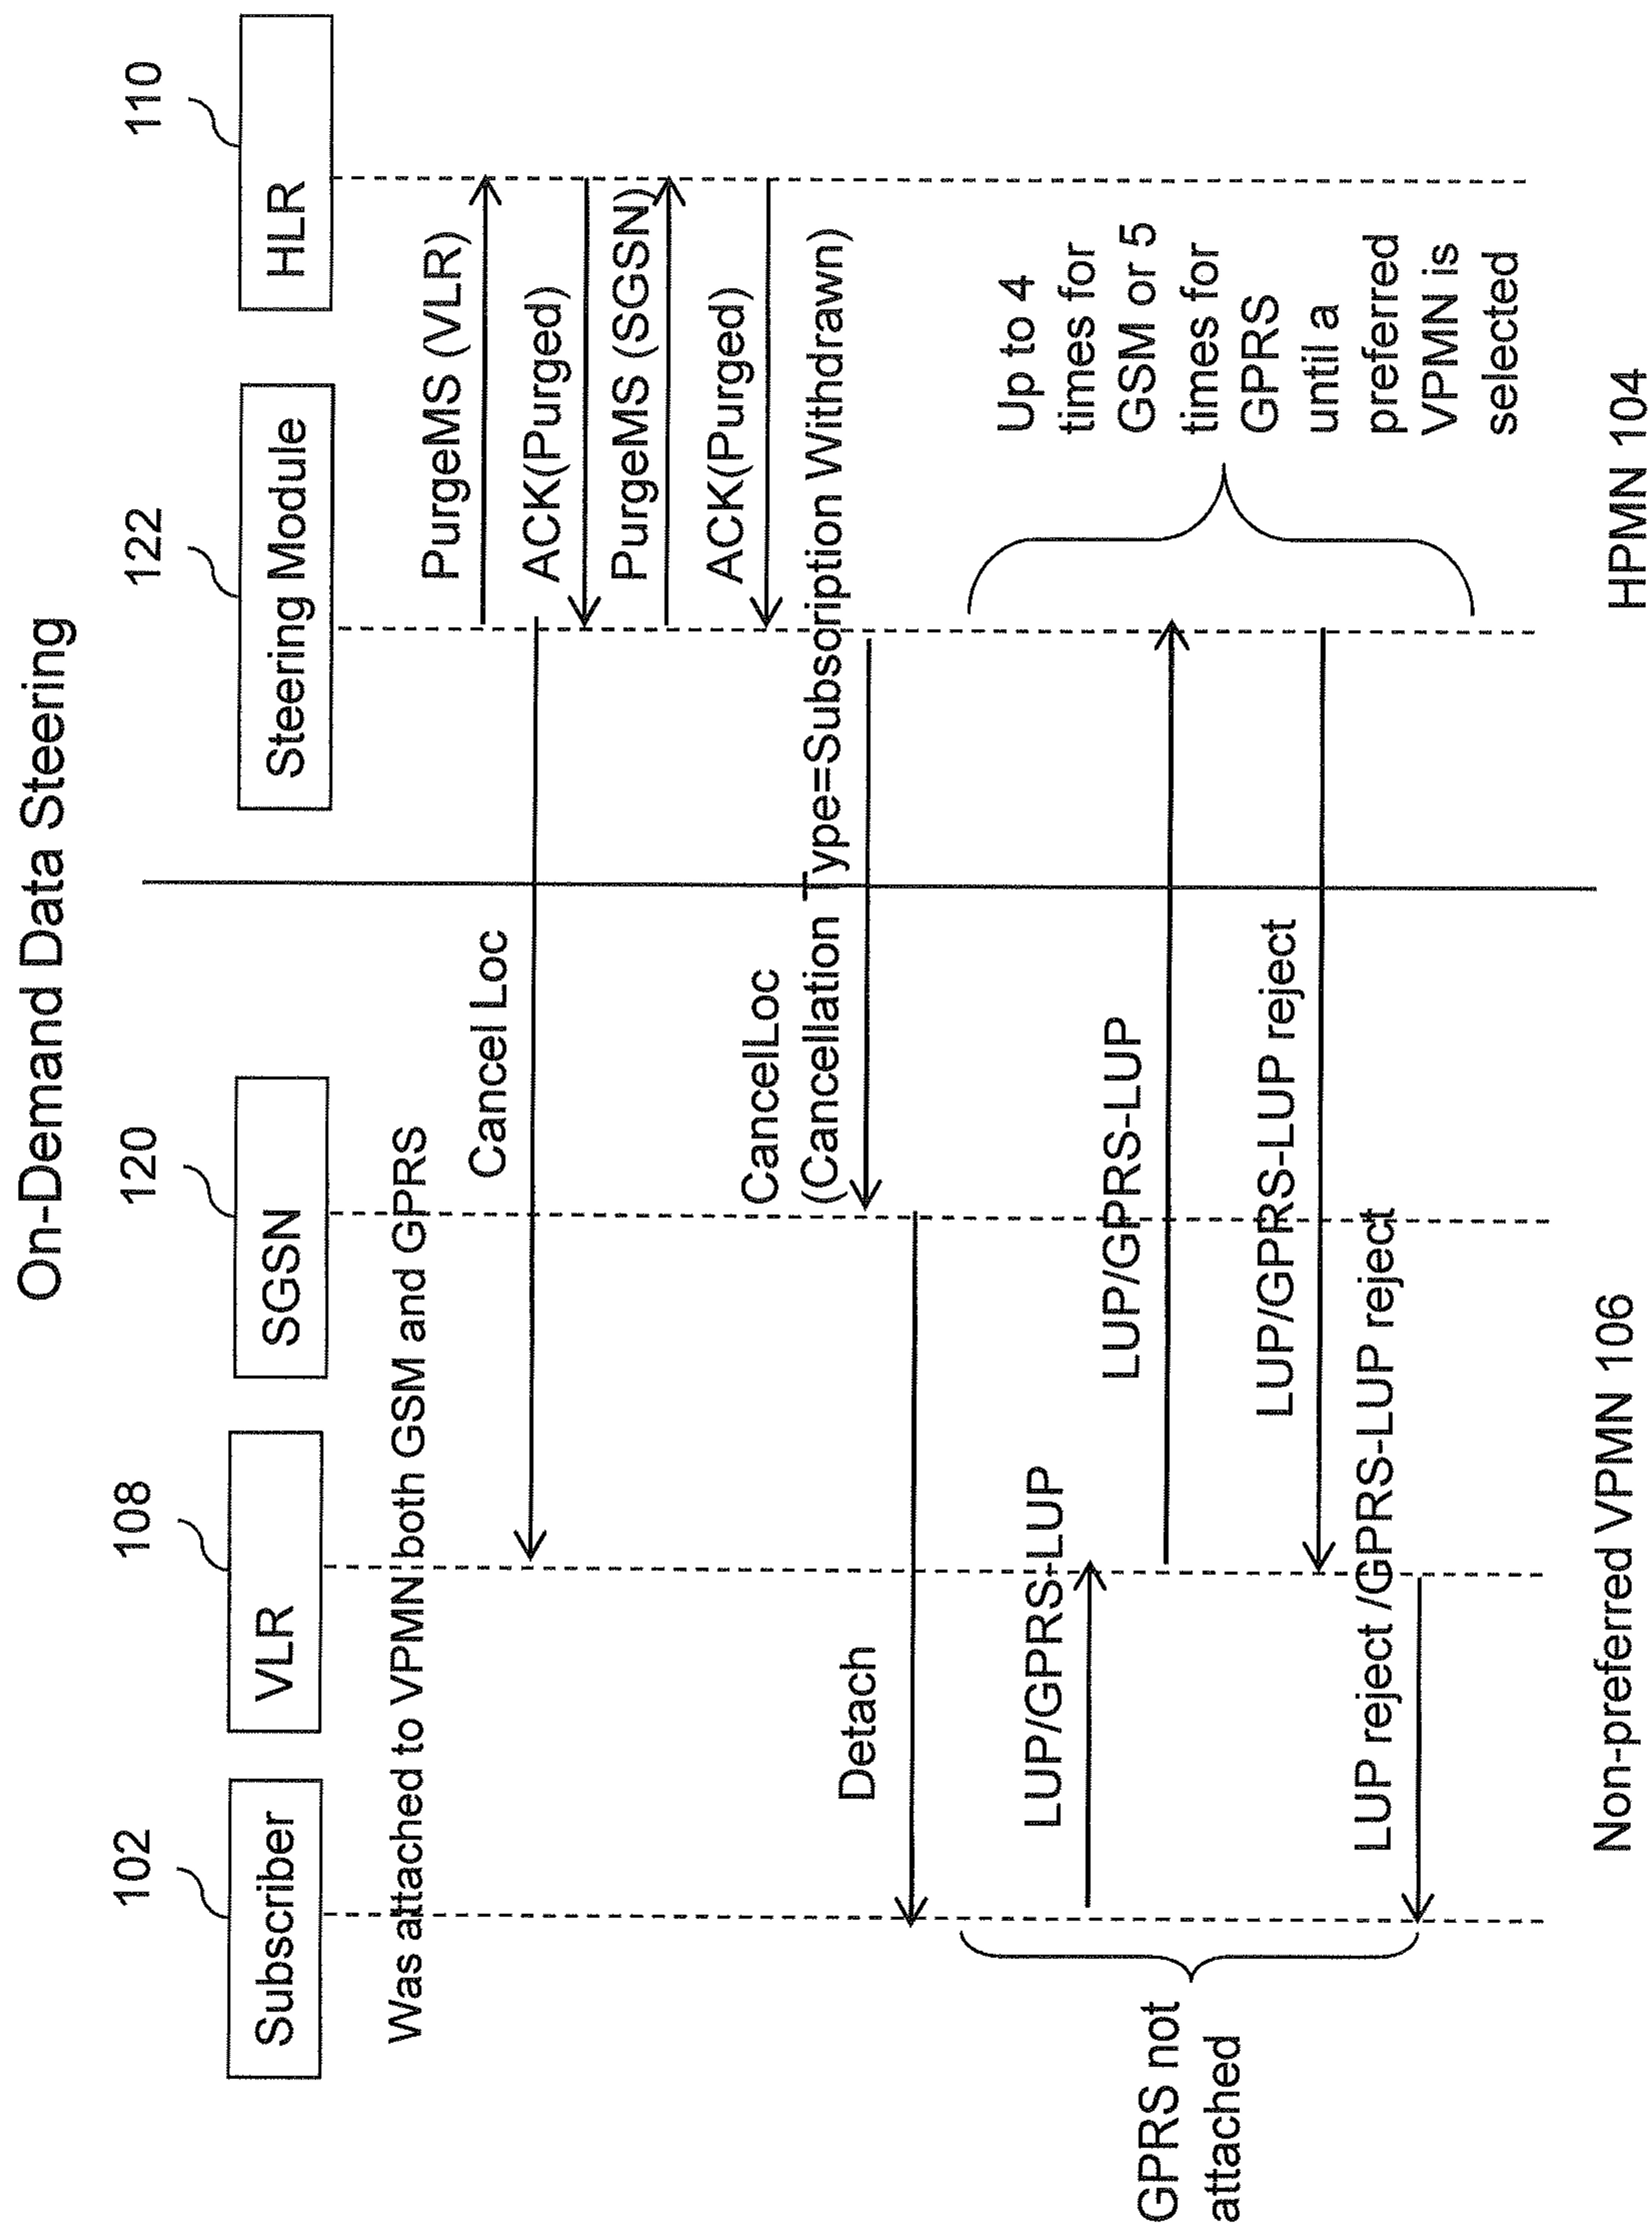 On-Demand Data Steering
102
108
120
122
110
Subscriber
VLR
SGSN
Steering Module
HLR
Was attached to VPMN both GSM and GPRS
PurgeMS (VLR)
Cancel Loc
ACK(Purged)
PurgeMS (SGSN)
ACK(Purged)
CancelLoc
(Cancellation Type=Subscription Withdrawn)
Detach
LUP/GPRS-LUP
LUP/GPRS-LUP
LUP/GPRS-LUP reject
LUP reject /GPRS-LUP reject
GPRS not
attached
Up to 4
times for
GSM or 5
times for
GPRS
until a
preferred
VPMN is
selected
Non-preferred VPMN 106
HPMN 104